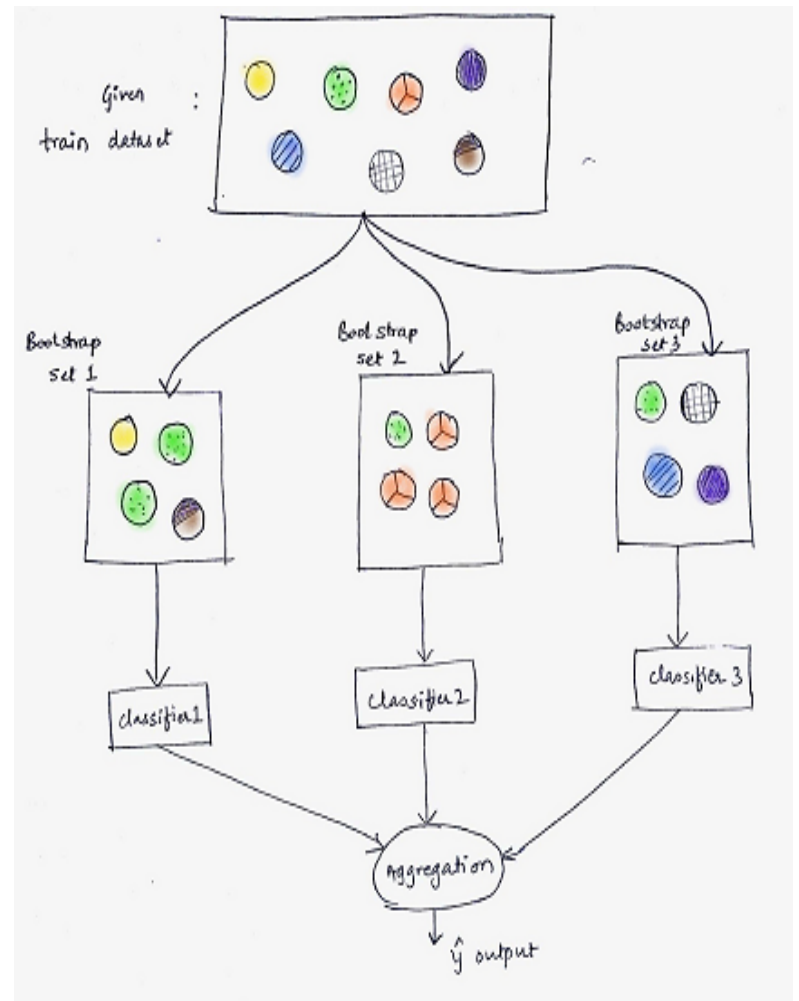 Given :
train dataset
Bootstrap
set 1
Bootstrap
set 2
Bootstrap
set 3
classifier1
classifier2
classifier 3
Aggregation
ŷ output